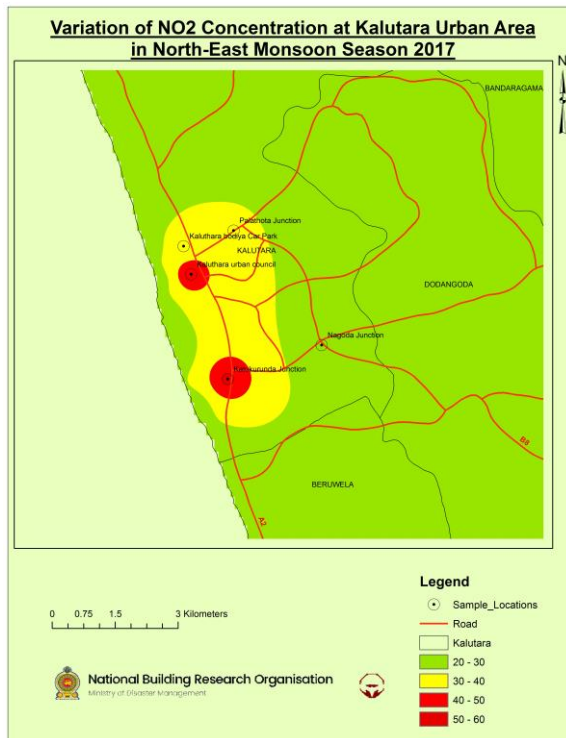 Variation of NO2 Concentration at Kalutara Urban Area
in North-East Monsoon Season 2017
N
BANDARAGAMA
Palathota Junction
Kaluthara bodiya Car Park
KALUTARA
Kaluthara urban council
DODANGODA
Nagoda Junction
Katukurunda Junction
B8
BERUWELA
A2
Legend
Sample_Locations
Road
Kalutara
20 - 30
30 - 40
40 - 50
50 - 60
0 0.75 1.5 3 Kilometers
National Building Research Organisation
Ministry of Disaster Management